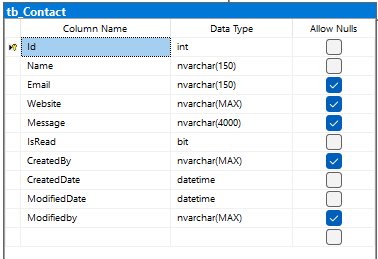 tb_Contact
Column Name Data Type Allow Nulls
Id int
Name nvarchar(150)
Email nvarchar(150)
Website nvarchar(MAX)
Message nvarchar(4000)
IsRead bit
CreatedBy nvarchar(MAX)
CreatedDate datetime
ModifiedDate datetime
Modifiedby nvarchar(MAX)